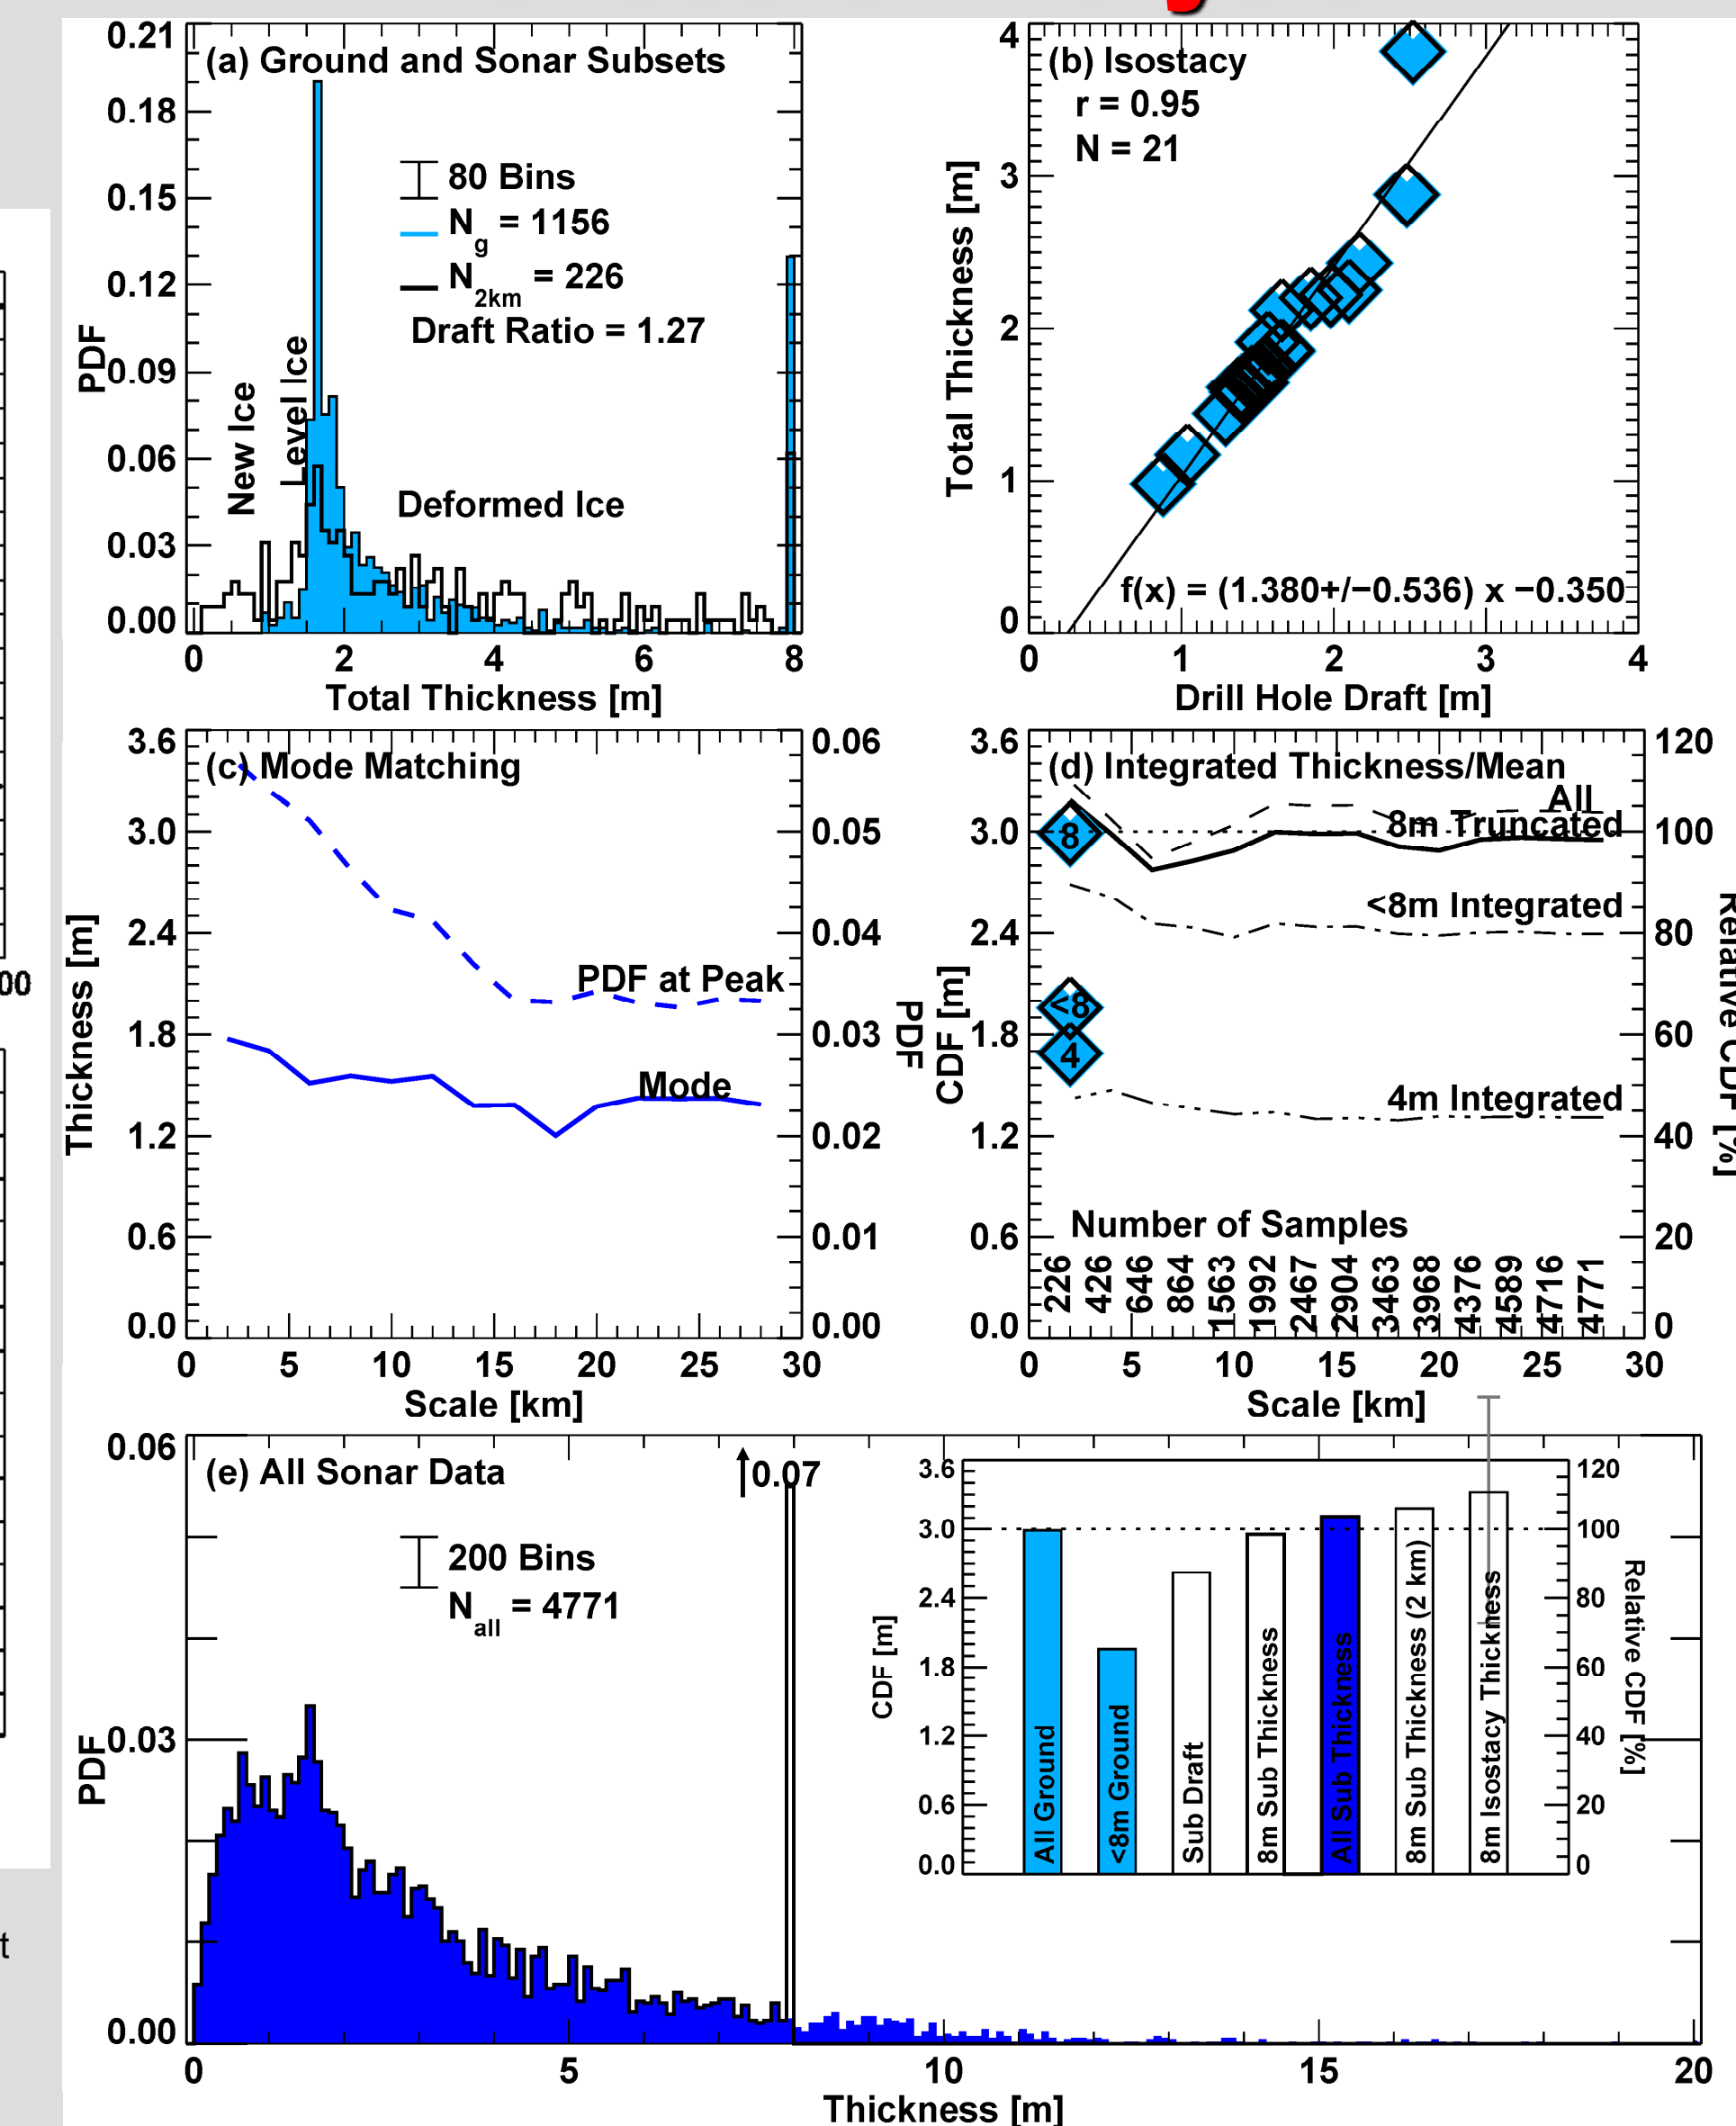 (a) Ground and Sonar Subsets
0.21
0.18
0.15
0.12
0.09
0.06
0.03
0.00
PDF
80 Bins
Ng = 1156
N2km = 226
Draft Ratio = 1.27
New Ice
Level Ice
Deformed Ice
0 2 4 6 8
Total Thickness [m]
(b) Isostacy
r = 0.95
N = 21
4
3
2
1
0
Total Thickness [m]
f(x) = (1.380+/−0.536) x −0.350
0 1 2 3 4
Drill Hole Draft [m]
(c) Mode Matching
3.6
3.0
2.4
1.8
1.2
0.6
0.0
Thickness [m]
PDF at Peak
Mode
0.06
0.05
0.04
0.03
0.02
0.01
0.00
PDF
0 5 10 15 20 25 30
Scale [km]
(d) Integrated Thickness/Mean
3.6
3.0
2.4
1.8
1.2
0.6
0.0
CDF [m]
All
8m Truncated
<8m Integrated
4m Integrated
8
<8
4
Number of Samples
226
426
646
864
1563
1992
2467
2904
3463
3968
4376
4589
4716
4771
120
100
80
60
40
20
0
Relative CDF [%]
0 5 10 15 20 25 30
Scale [km]
00
t
(e) All Sonar Data
0.06
0.03
0.00
PDF
0.07
200 Bins
Nall = 4771
3.6
3.0
2.4
1.8
1.2
0.6
0.0
CDF [m]
All Ground
<8m Ground
Sub Draft
8m Sub Thickness
All Sub Thickness
8m Sub Thickness (2 km)
8m Isostacy Thickness
120
100
80
60
40
20
0
Relative CDF [%]
0 5 10 15 20
Thickness [m]